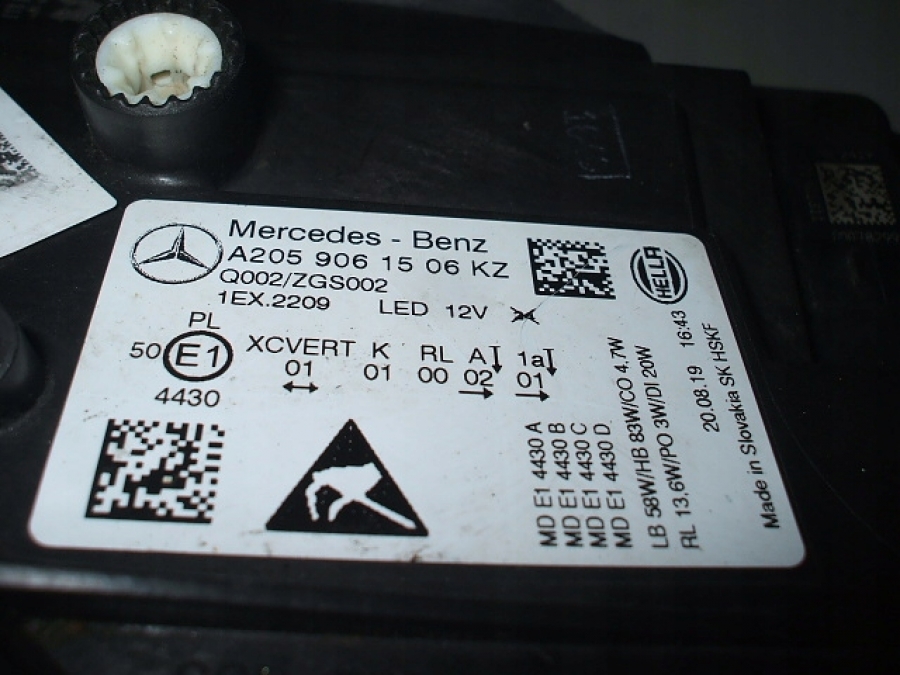 Mercedes - Benz
A205 906 15 06 KZ
Q002/ZGS002
1EX.2209
LED 12V
HELLA
PL
50 E1
4430
XCVERT K RL A 1a
01 01 00 02 01
MD E1 4430 A
MD E1 4430 B
MD E1 4430 C
MD E1 4430 D
LB 58W/HB 83W/CO 4.7W
RL 13.6W/PO 3W/DI 20W
20.08.19 16:43
Made in Slovakia SK HSKF